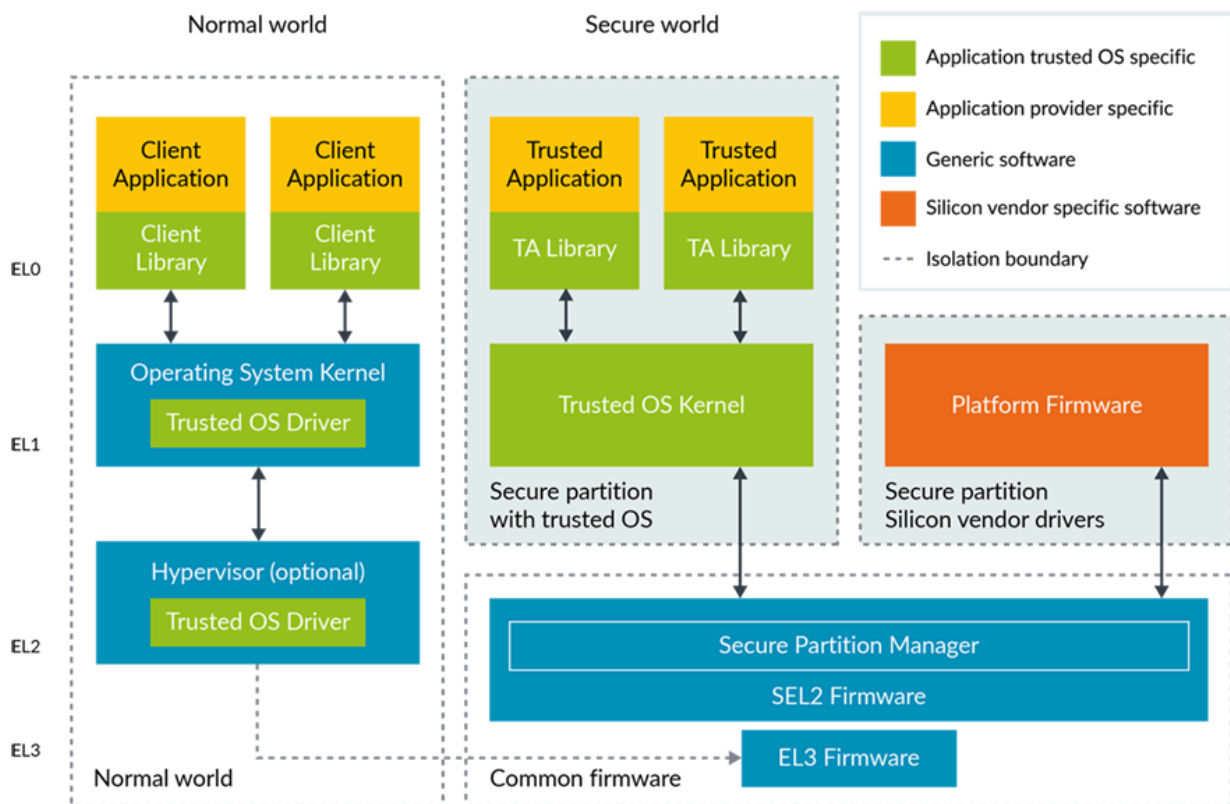 Normal world
Secure world
Application trusted OS specific
Application provider specific
Generic software
Silicon vendor specific software
Isolation boundary
Client
Application
Client
Application
Trusted
Application
Trusted
Application
Client
Library
Client
Library
TA Library
TA Library
EL0
Operating System Kernel
Trusted OS Driver
Trusted OS Kernel
Platform Firmware
EL1
Secure partition
with trusted OS
Secure partition
Silicon vendor drivers
Hypervisor (optional)
Trusted OS Driver
EL2
Secure Partition Manager
SEL2 Firmware
EL3
EL3 Firmware
Normal world
Common firmware